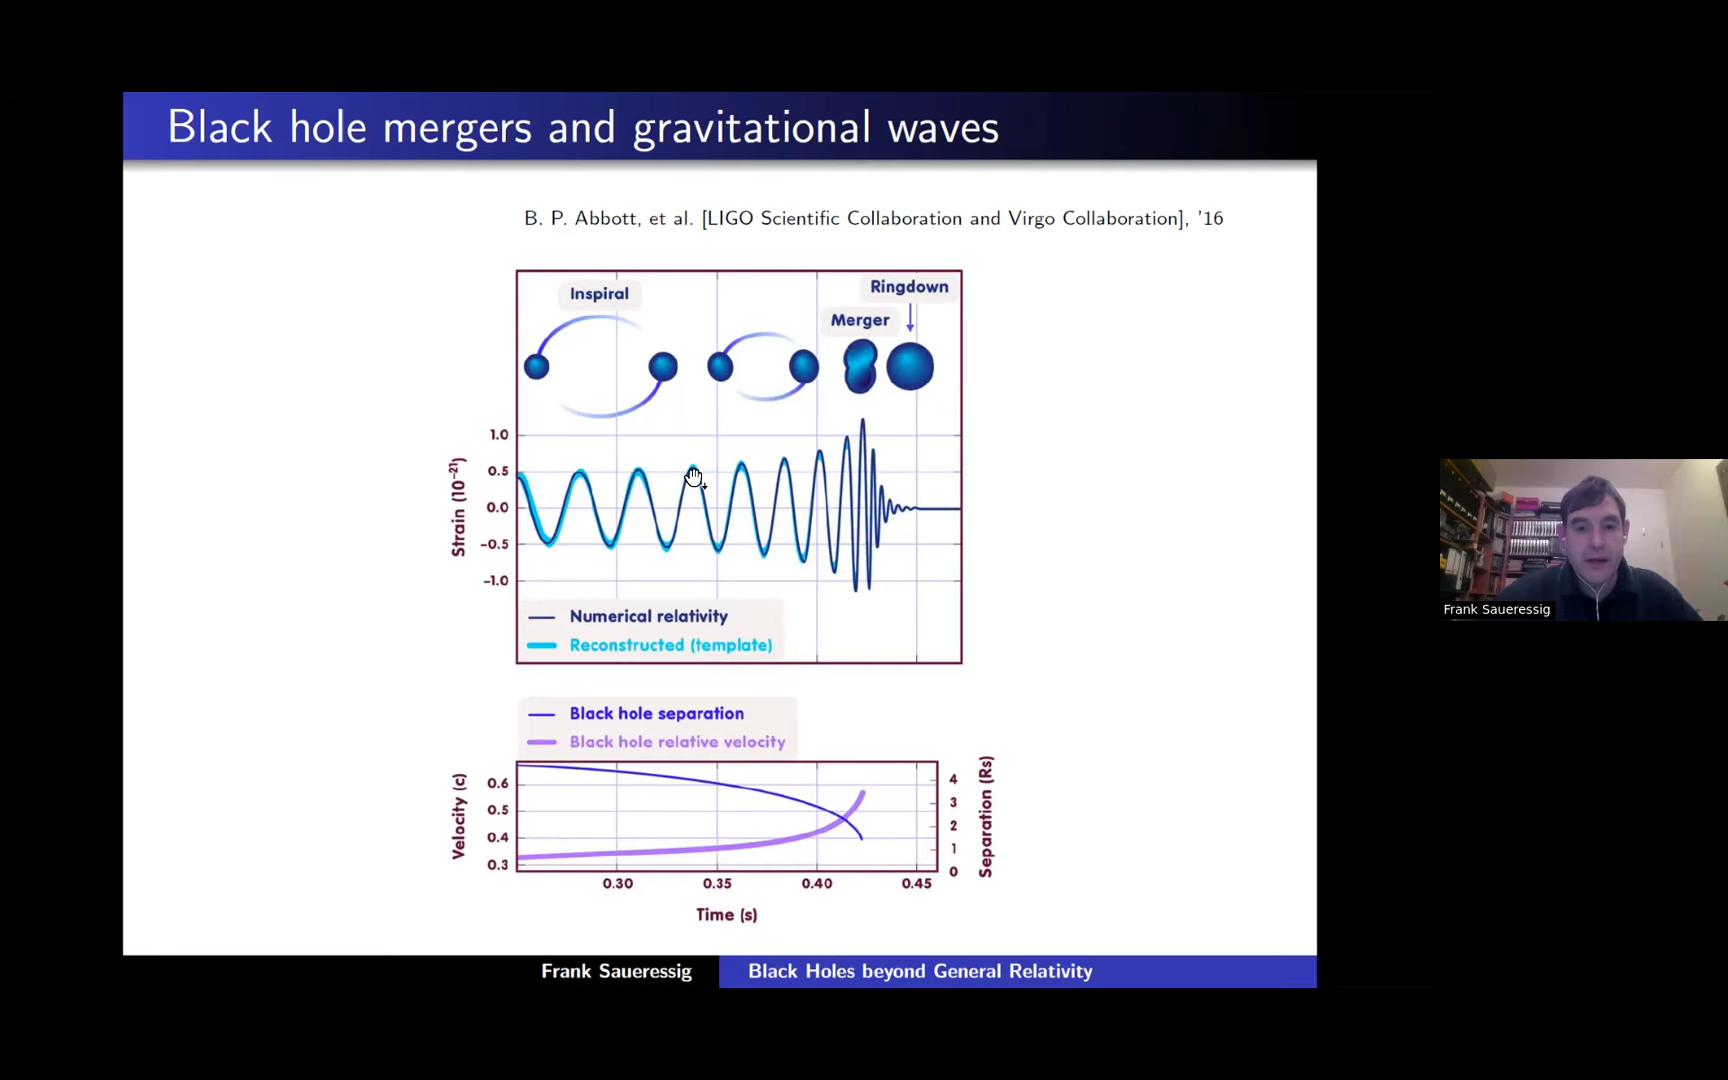 Black hole mergers and gravitational waves
B. P. Abbott, et al. [LIGO Scientific Collaboration and Virgo Collaboration], '16
Ringdown
Inspiral
Merger
1.0
0.5
0.0
−0.5
−1.0
Strain (10⁻²¹)
Numerical relativity
Reconstructed (template)
Black hole separation
Black hole relative velocity
0.6
0.5
0.4
0.3
Velocity (c)
4
3
2
1
0
Separation (Rs)
0.30 0.35 0.40 0.45
Time (s)
Frank Saueressig
Frank Saueressig Black Holes beyond General Relativity